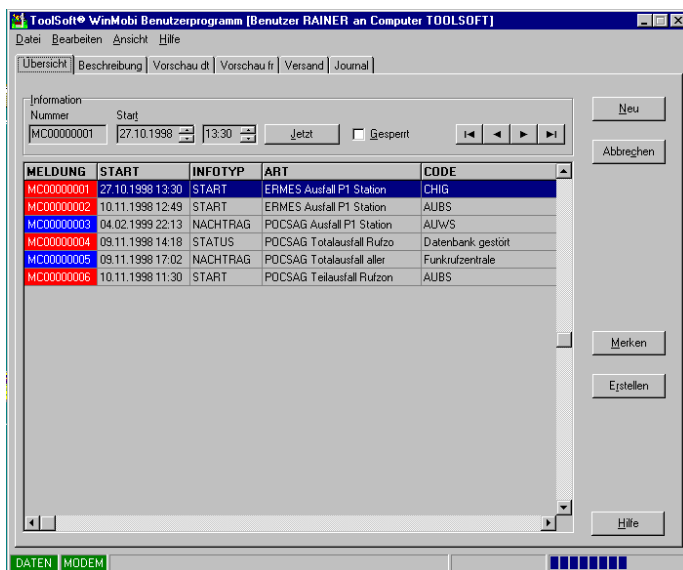 ToolSoft® WinMobi Benutzerprogramm [Benutzer RAINER an Computer TOOLSOFT]
Datei Bearbeiten Ansicht Hilfe
Übersicht Beschreibung Vorschau dt Vorschau fr Versand Journal
Information
Nummer Start
MC00000001 27.10.1998 13:30 Jetzt Gesperrt
Neu
Abbrechen
MELDUNG START INFOTYP ART CODE
MC00000001 27.10.1998 13:30 START ERMES Ausfall P1 Station CHIG
MC00000002 10.11.1998 12:49 START ERMES Ausfall P1 Station AUBS
MC00000003 04.02.1999 22:13 NACHTRAG POCSAG Ausfall P1 Station AUWS
MC00000004 09.11.1998 14:18 STATUS POCSAG Totalausfall Rufzo Datenbank gestört
MC00000005 09.11.1998 17:02 NACHTRAG POCSAG Totalausfall aller Funkrufzentrale
MC00000006 10.11.1998 11:30 START POCSAG Teilausfall Rufzon AUBS
Merken
Erstellen
Hilfe
DATEN MODEM